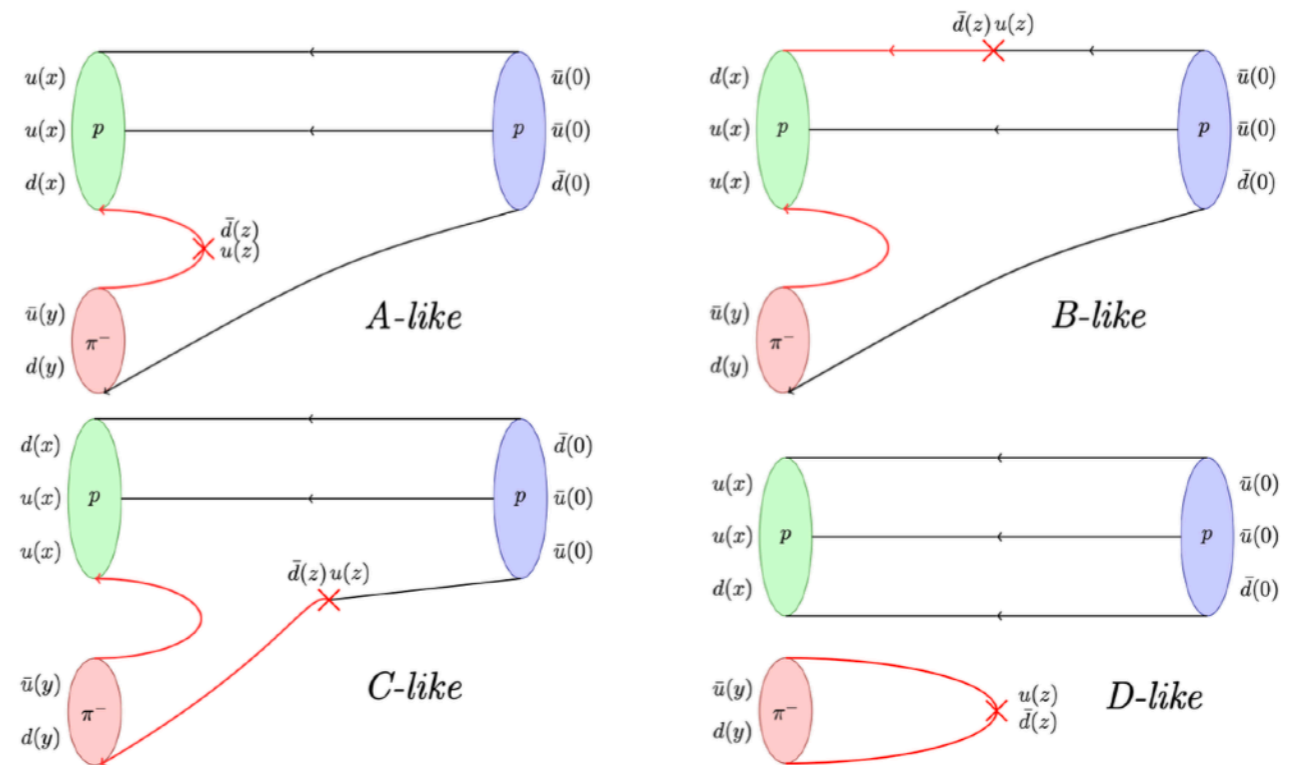 u(x)
u(x)
d(x)
p
p
ū(0)
ū(0)
d̄(0)
d̄(z)
u(z)
ū(y)
d(y)
π⁻
A-like
d̄(z) u(z)
d(x)
u(x)
u(x)
p
p
ū(0)
ū(0)
d̄(0)
ū(y)
d(y)
π⁻
B-like
d(x)
u(x)
u(x)
p
p
d̄(0)
ū(0)
ū(0)
d̄(z) u(z)
ū(y)
d(y)
π⁻
C-like
u(x)
u(x)
d(x)
p
p
ū(0)
ū(0)
d̄(0)
ū(y)
d(y)
π⁻
u(z)
d̄(z)
D-like